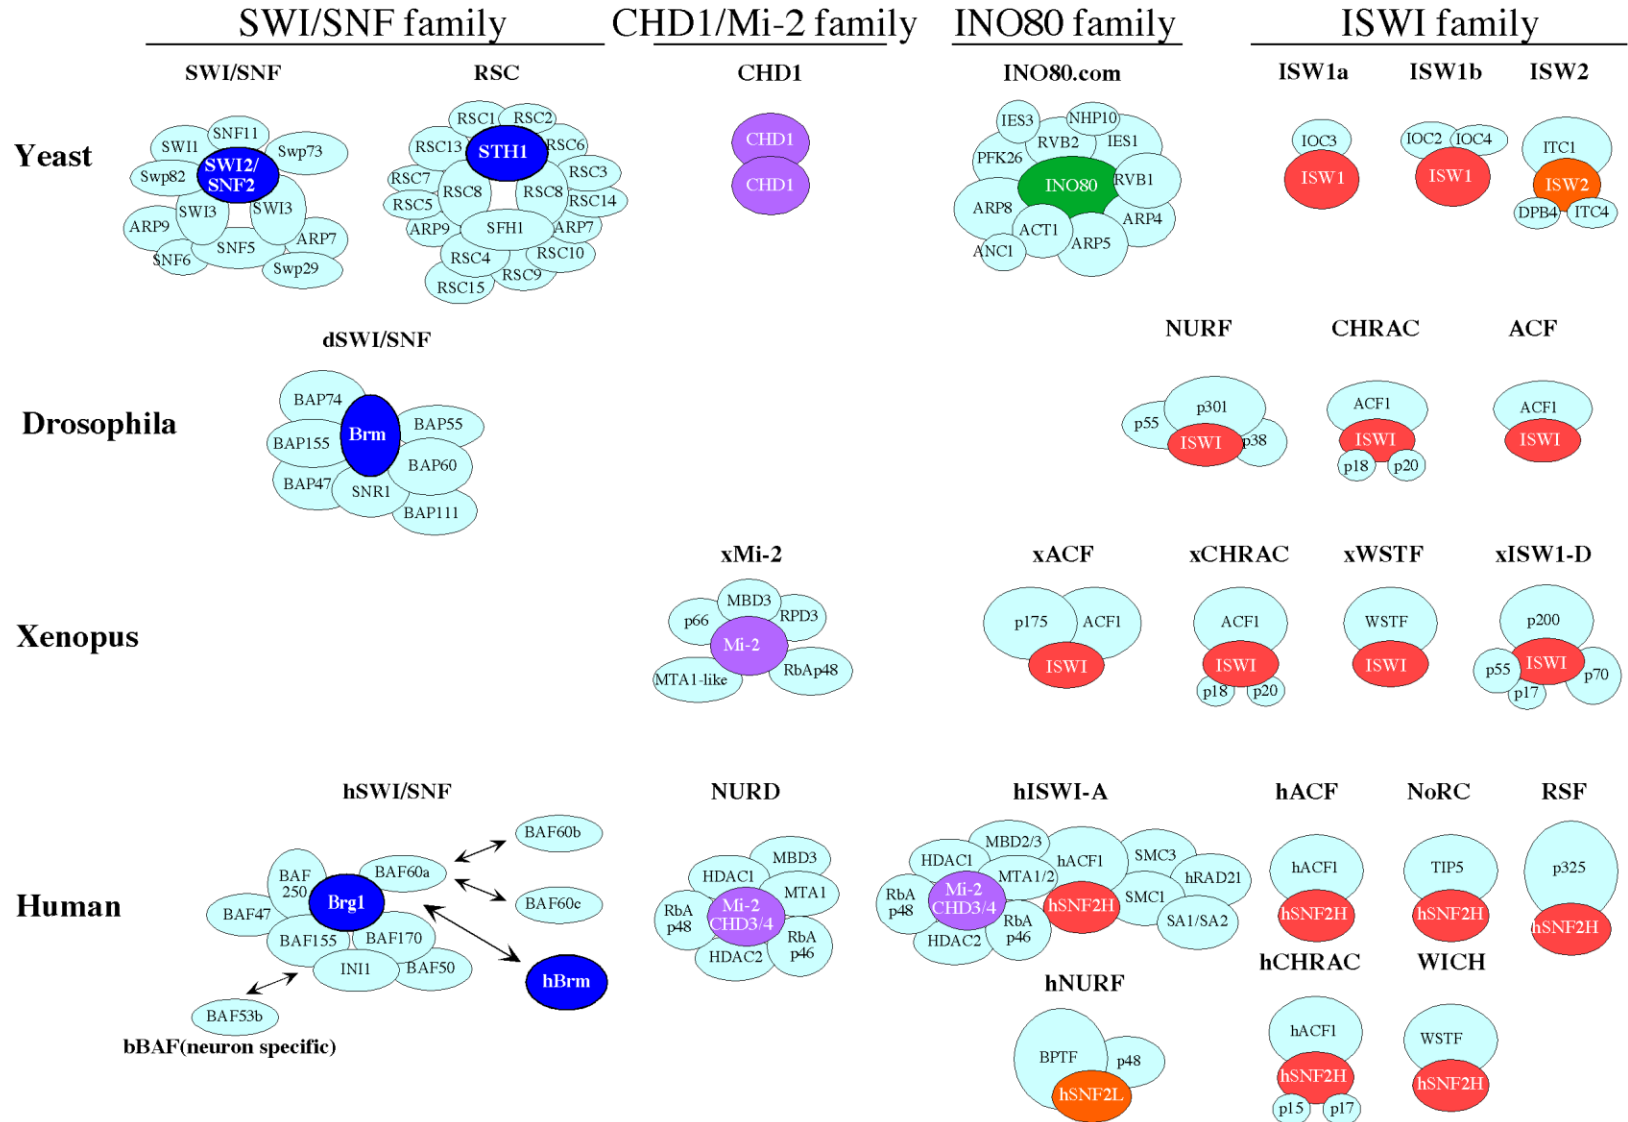 SWI/SNF family
CHD1/Mi-2 family
INO80 family
ISWI family
Yeast
SWI/SNF
SNF11
SWI1
Swp73
SWI2/
SNF2
Swp82
SWI3
SWI3
ARP9
ARP7
SNF5
SNF6
Swp29
RSC
RSC1
RSC2
RSC13
STH1
RSC6
RSC7
RSC8
RSC8
RSC3
RSC5
RSC14
ARP9
SFH1
ARP7
RSC4
RSC10
RSC15
RSC9
CHD1
CHD1
CHD1
INO80.com
IES3
NHP10
RVB2
IES1
PFK26
INO80
RVB1
ARP8
ARP4
ACT1
ARP5
ANC1
ISW1a
IOC3
ISW1
ISW1b
IOC2
IOC4
ISW1
ISW2
ITC1
ISW2
DPB4
ITC4
Drosophila
dSWI/SNF
BAP74
Brm
BAP55
BAP155
BAP60
BAP47
SNR1
BAP111
NURF
p301
p55
ISWI
p38
CHRAC
ACF1
ISWI
p18
p20
ACF
ACF1
ISWI
Xenopus
xMi-2
MBD3
p66
RPD3
Mi-2
MTA1-like
RbAp48
xACF
p175
ACF1
ISWI
xCHRAC
ACF1
ISWI
p18
p20
xWSTF
WSTF
ISWI
xISW1-D
p200
ISWI
p55
p17
p70
Human
hSWI/SNF
BAF60b
BAF
250
BAF60a
Brg1
BAF60c
BAF47
BAF155
BAF170
INI1
BAF50
hBrm
BAF53b
bBAF(neuron specific)
NURD
MBD3
HDAC1
MTA1
Mi-2
CHD3/4
RbA
p48
RbA
p46
HDAC2
hISWI-A
MBD2/3
HDAC1
hACF1
SMC3
MTA1/2
hRAD21
Mi-2
CHD3/4
RbA
p48
hSNF2H
SMC1
SA1/SA2
RbA
p46
HDAC2
hACF
hACF1
hSNF2H
NoRC
TIP5
hSNF2H
RSF
p325
hSNF2H
hNURF
BPTF
p48
hSNF2L
hCHRAC
hACF1
hSNF2H
p15
p17
WICH
WSTF
hSNF2H